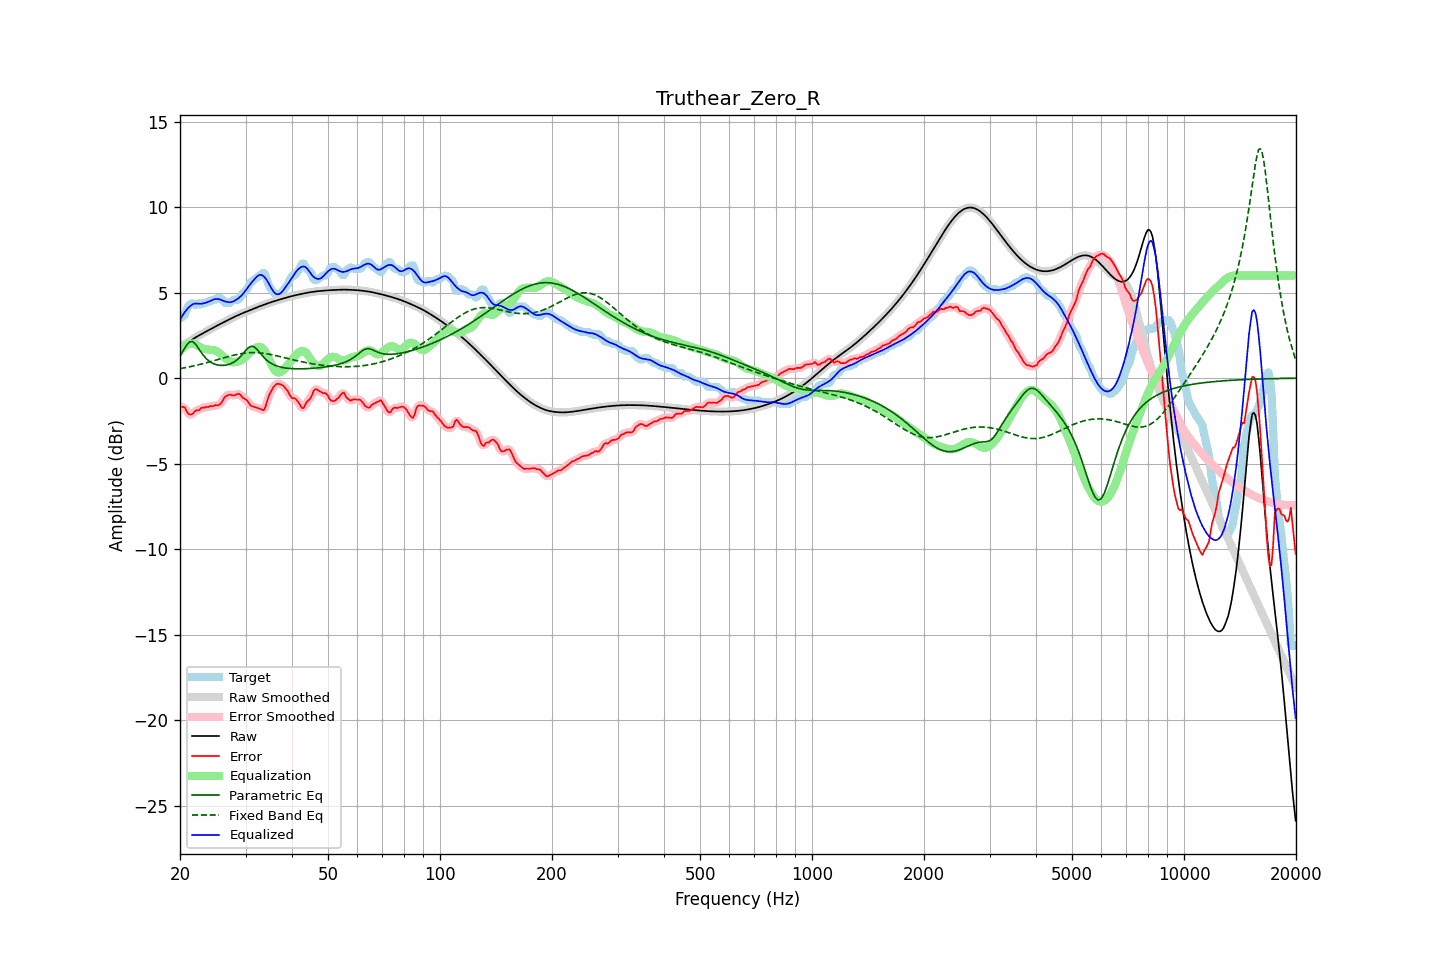 Truthear_Zero_R
15
10
5
0
−5
−10
−15
−20
−25
Amplitude (dBr)
Target
Raw Smoothed
Error Smoothed
Raw
Error
Equalization
Parametric Eq
Fixed Band Eq
Equalized
20 50 100 200 500 1000 2000 5000 10000 20000
Frequency (Hz)